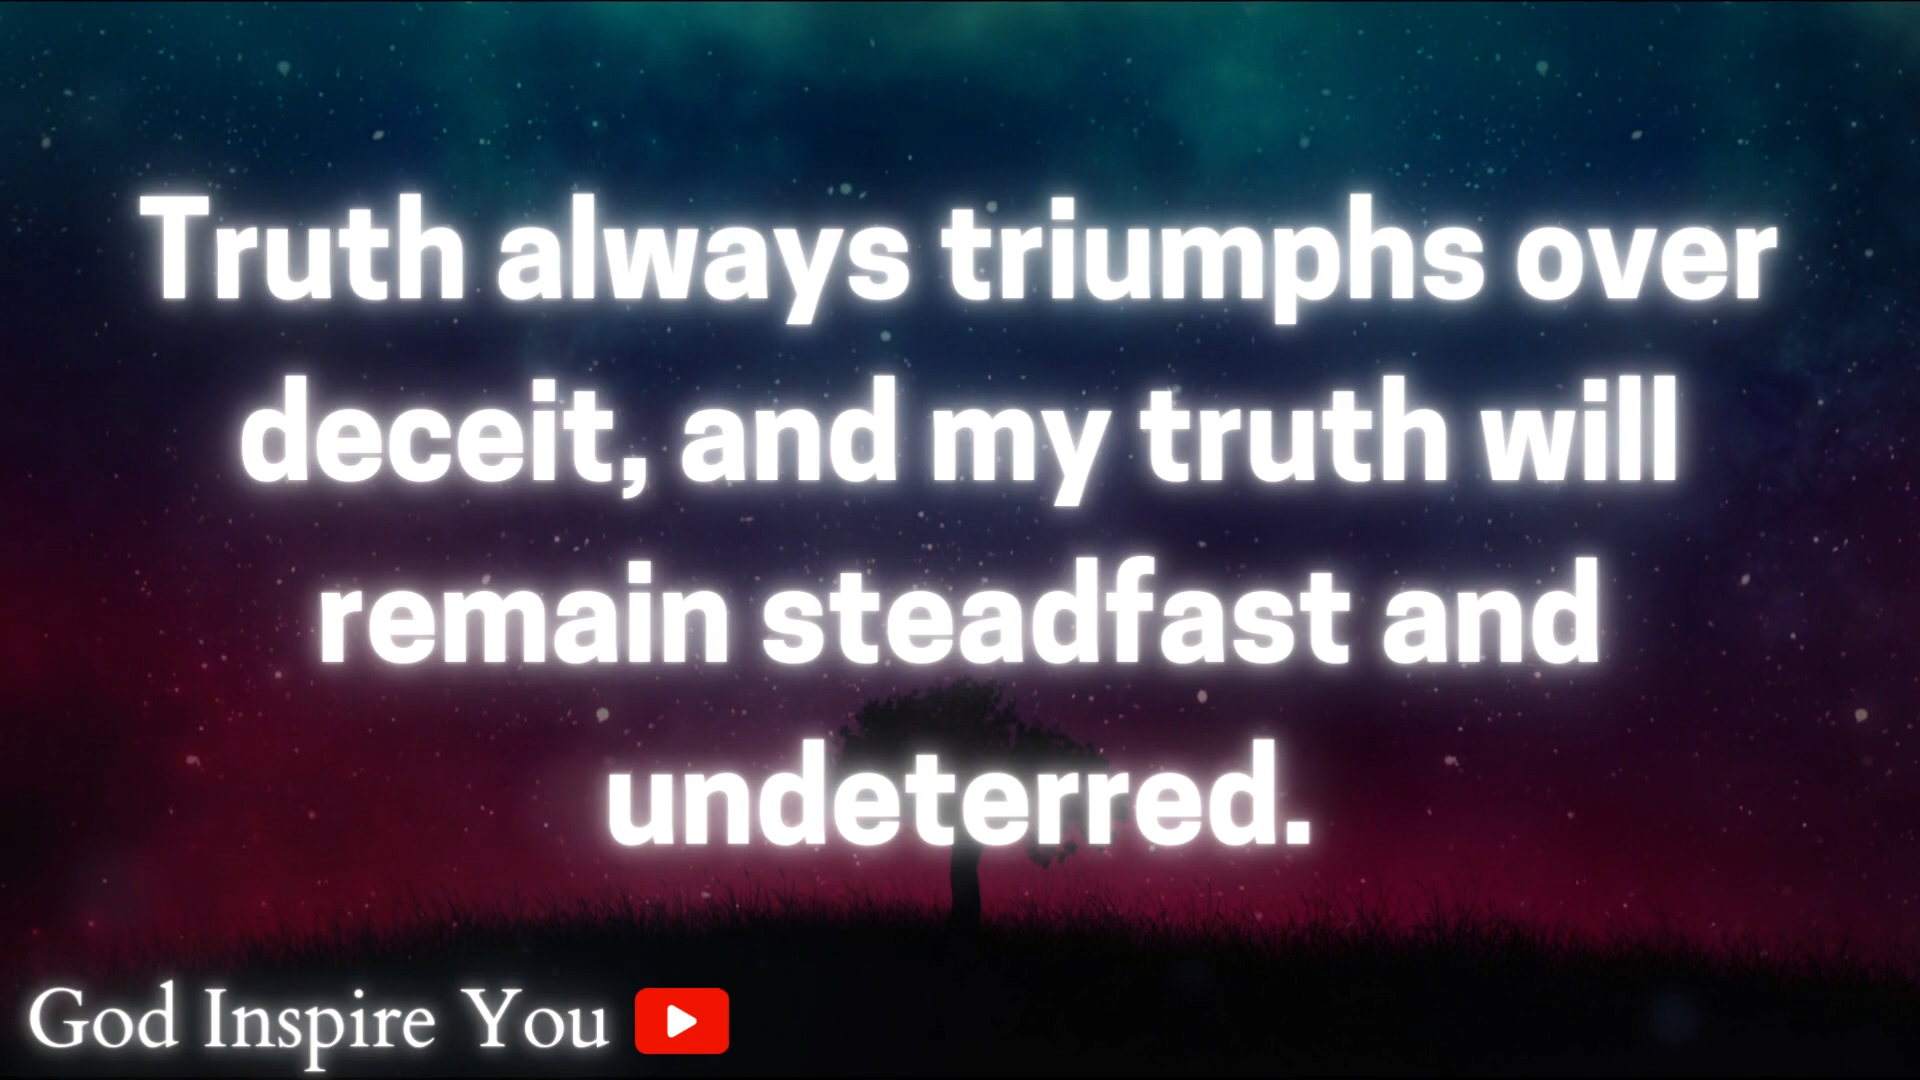 Truth always triumphs over
deceit, and my truth will
remain steadfast and
undeterred.
God Inspire You